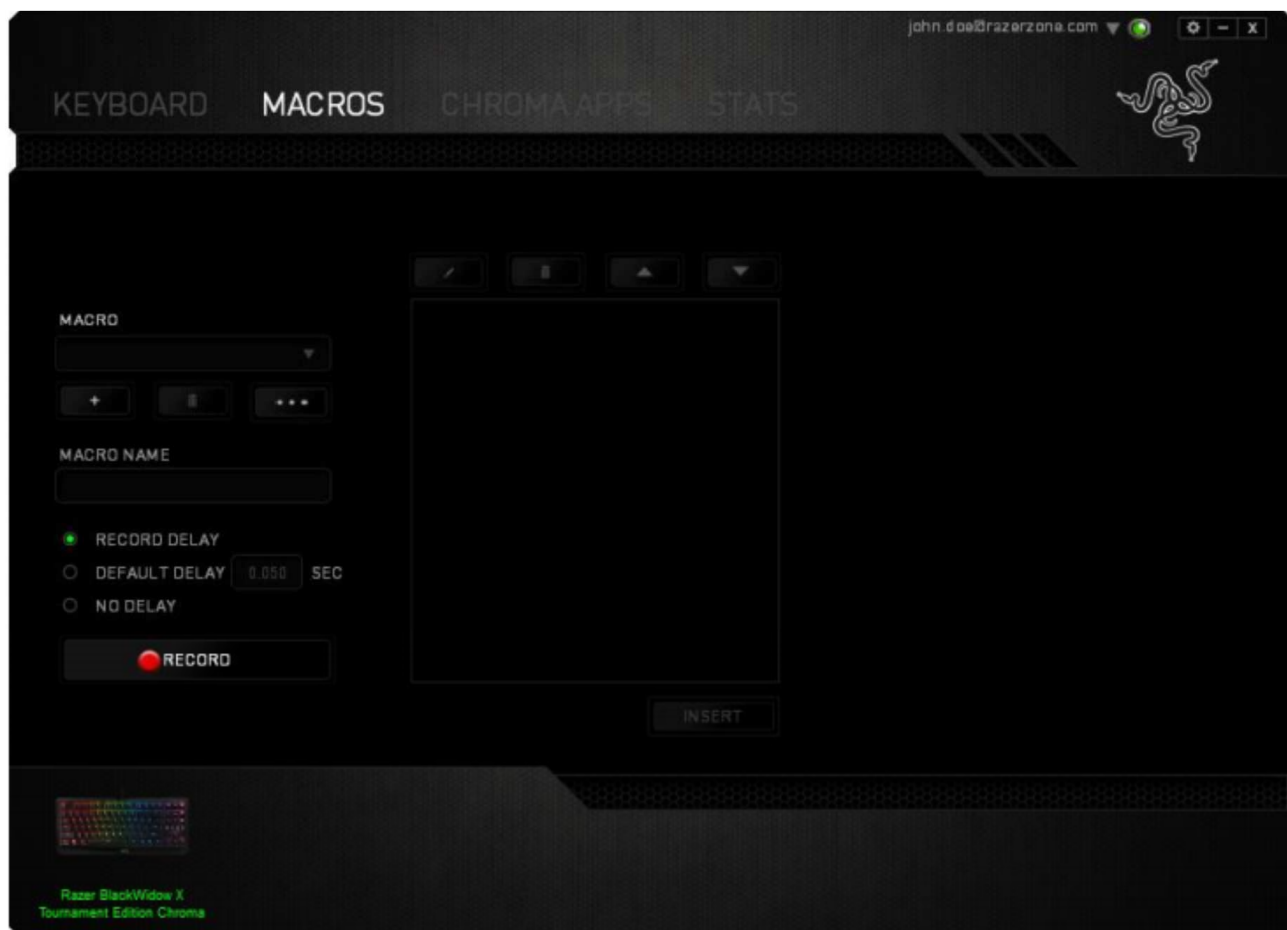 john.doe@razerzone.com
KEYBOARD MACROS CHROMA APPS STATS
MACRO
MACRO NAME
RECORD DELAY
DEFAULT DELAY 0.050 SEC
NO DELAY
RECORD
INSERT
Razer BlackWidow X
Tournament Edition Chroma